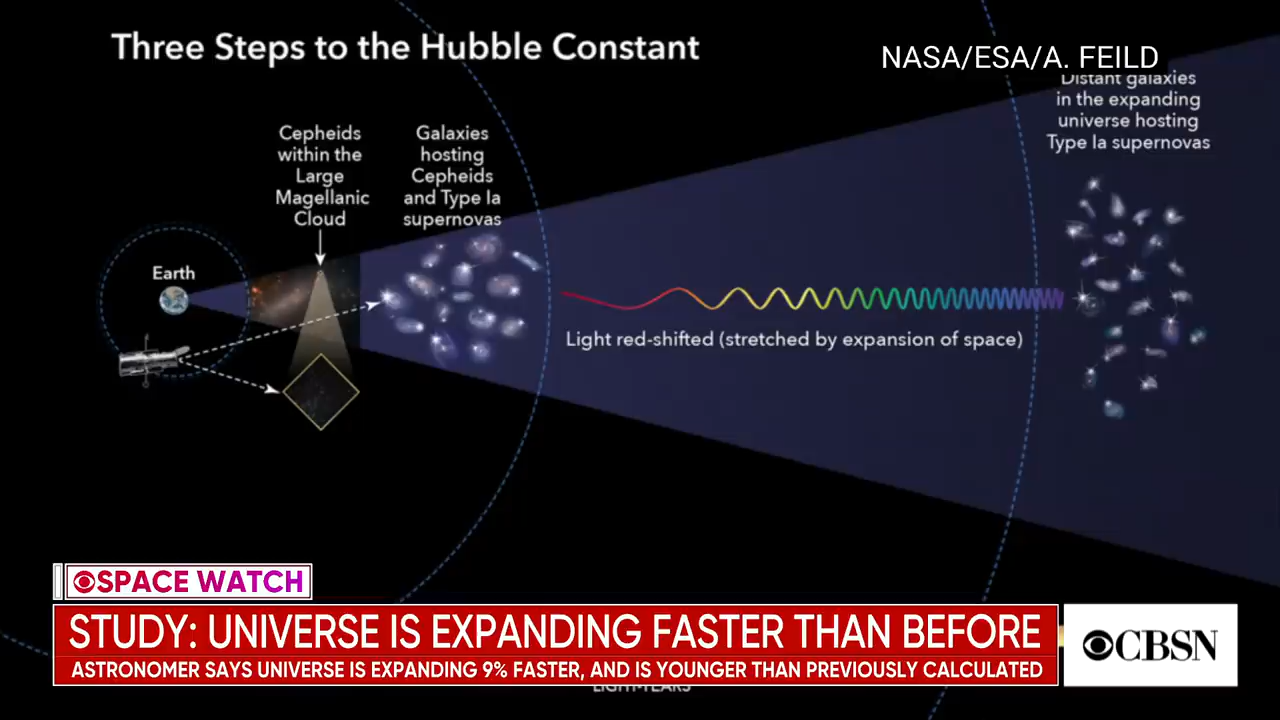 Three Steps to the Hubble Constant
NASA/ESA/A. FEILD
Distant galaxies
in the expanding
universe hosting
Type Ia supernovas
Cepheids
within the
Large
Magellanic
Cloud
Galaxies
hosting
Cepheids
and Type Ia
supernovas
Earth
Light red-shifted (stretched by expansion of space)
SPACE WATCH
STUDY: UNIVERSE IS EXPANDING FASTER THAN BEFORE
ASTRONOMER SAYS UNIVERSE IS EXPANDING 9% FASTER, AND IS YOUNGER THAN PREVIOUSLY CALCULATED
CBSN
LIGHT-YEARS